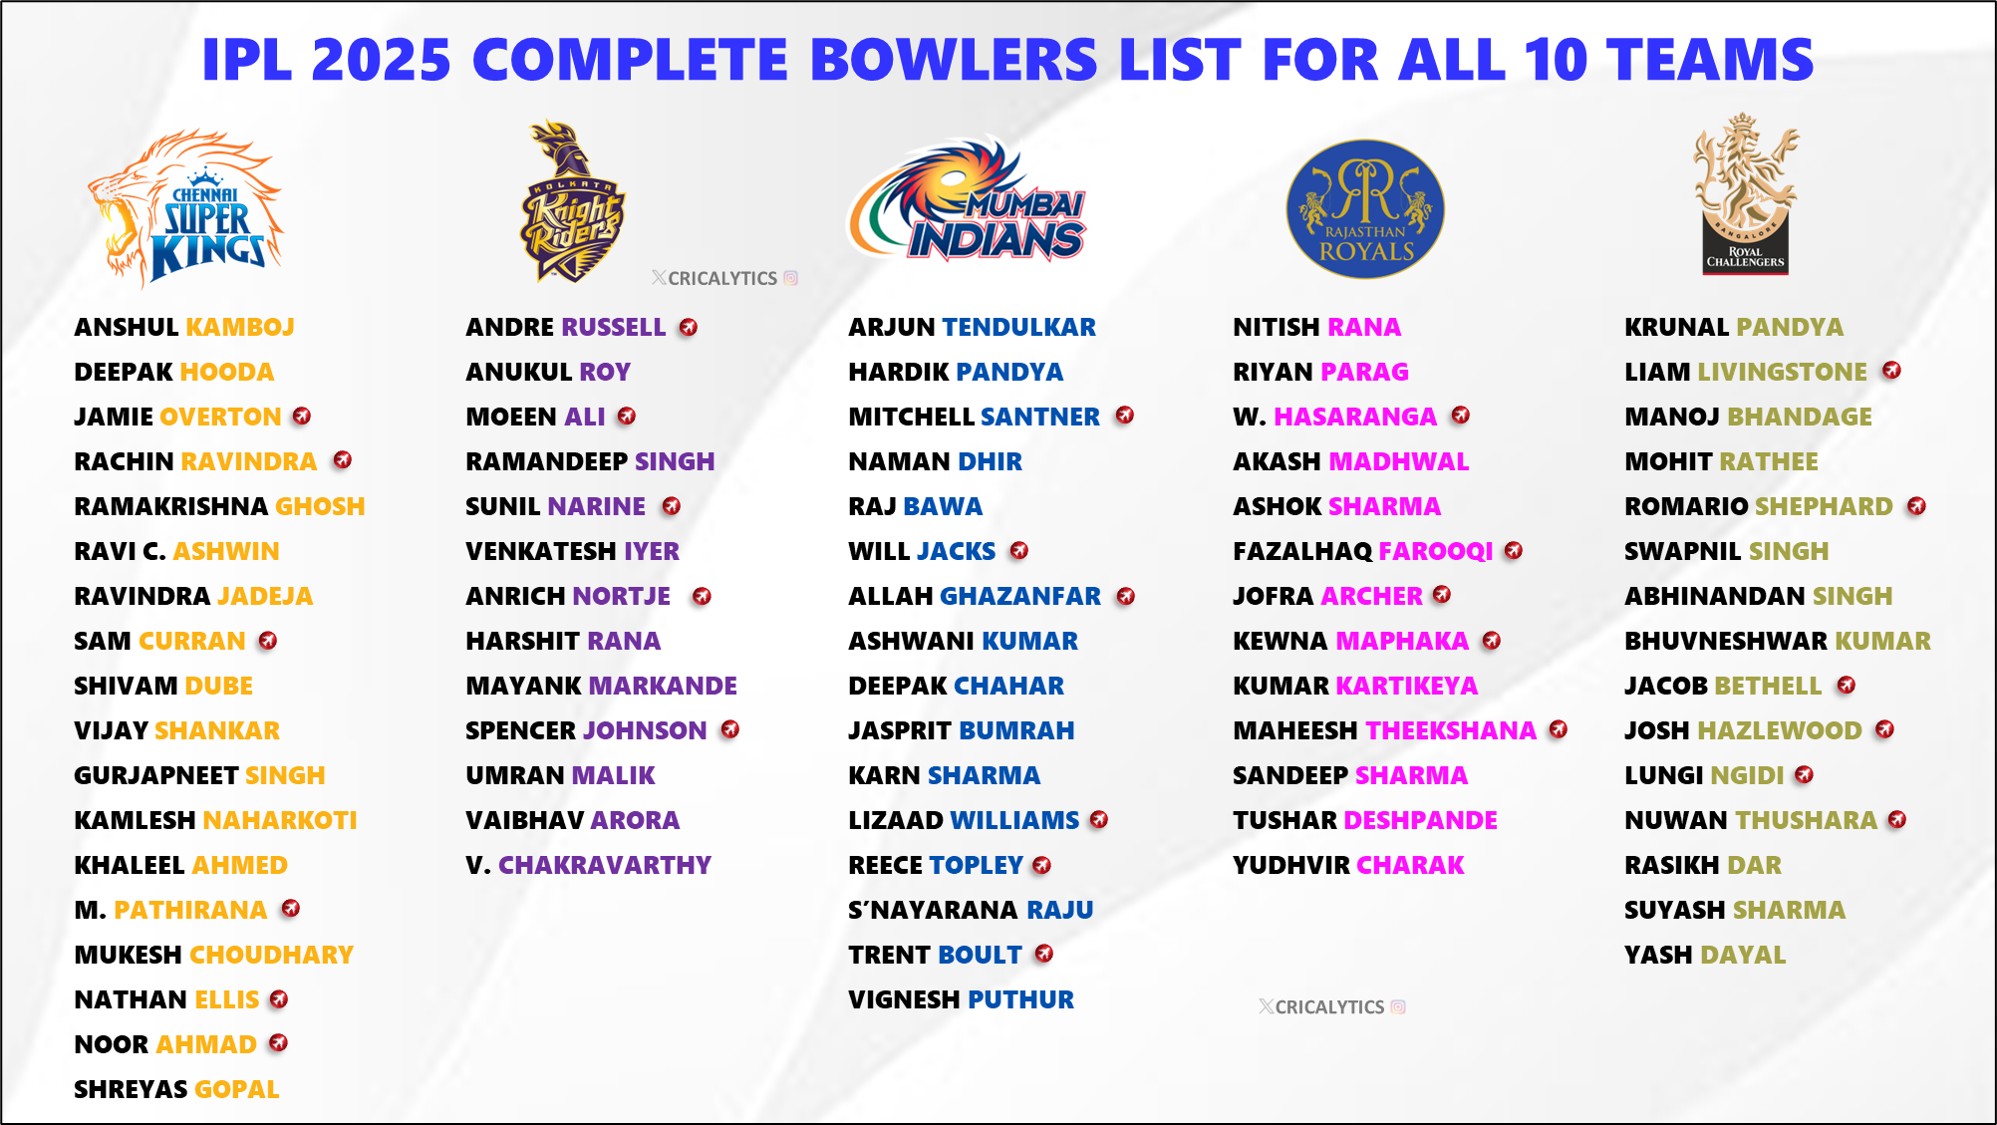 IPL 2025 COMPLETE BOWLERS LIST FOR ALL 10 TEAMS
CHENNAI
SUPER
KINGS
ANSHUL KAMBOJ
DEEPAK HOODA
JAMIE OVERTON
RACHIN RAVINDRA
RAMAKRISHNA GHOSH
RAVI C. ASHWIN
RAVINDRA JADEJA
SAM CURRAN
SHIVAM DUBE
VIJAY SHANKAR
GURJAPNEET SINGH
KAMLESH NAHARKOTI
KHALEEL AHMED
M. PATHIRANA
MUKESH CHOUDHARY
NATHAN ELLIS
NOOR AHMAD
SHREYAS GOPAL
KOLKATA
Knight
Riders
XCRICALYTICS
ANDRE RUSSELL
ANUKUL ROY
MOEEN ALI
RAMANDEEP SINGH
SUNIL NARINE
VENKATESH IYER
ANRICH NORTJE
HARSHIT RANA
MAYANK MARKANDE
SPENCER JOHNSON
UMRAN MALIK
VAIBHAV ARORA
V. CHAKRAVARTHY
MUMBAI
INDIANS
ARJUN TENDULKAR
HARDIK PANDYA
MITCHELL SANTNER
NAMAN DHIR
RAJ BAWA
WILL JACKS
ALLAH GHAZANFAR
ASHWANI KUMAR
DEEPAK CHAHAR
JASPRIT BUMRAH
KARN SHARMA
LIZAAD WILLIAMS
REECE TOPLEY
S’NAYARANA RAJU
TRENT BOULT
VIGNESH PUTHUR
RR
RAJASTHAN
ROYALS
NITISH RANA
RIYAN PARAG
W. HASARANGA
AKASH MADHWAL
ASHOK SHARMA
FAZALHAQ FAROOQI
JOFRA ARCHER
KEWNA MAPHAKA
KUMAR KARTIKEYA
MAHEESH THEEKSHANA
SANDEEP SHARMA
TUSHAR DESHPANDE
YUDHVIR CHARAK
XCRICALYTICS
BANGALORE
ROYAL
CHALLENGERS
KRUNAL PANDYA
LIAM LIVINGSTONE
MANOJ BHANDAGE
MOHIT RATHEE
ROMARIO SHEPHARD
SWAPNIL SINGH
ABHINANDAN SINGH
BHUVNESHWAR KUMAR
JACOB BETHELL
JOSH HAZLEWOOD
LUNGI NGIDI
NUWAN THUSHARA
RASIKH DAR
SUYASH SHARMA
YASH DAYAL